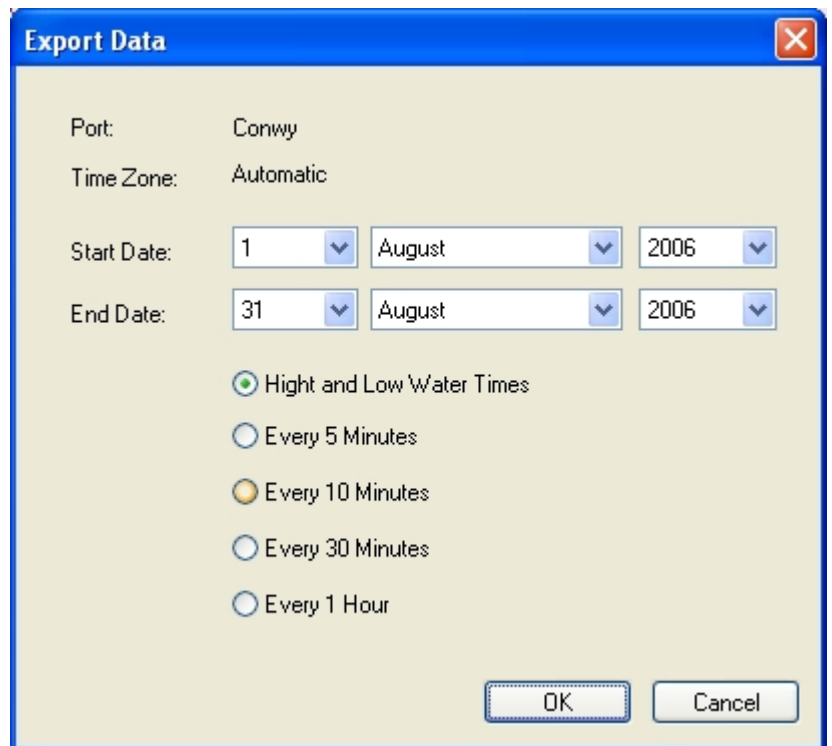 Export Data
Port: Conwy
Time Zone: Automatic
Start Date: 1 August 2006
End Date: 31 August 2006
Hight and Low Water Times
Every 5 Minutes
Every 10 Minutes
Every 30 Minutes
Every 1 Hour
OK Cancel